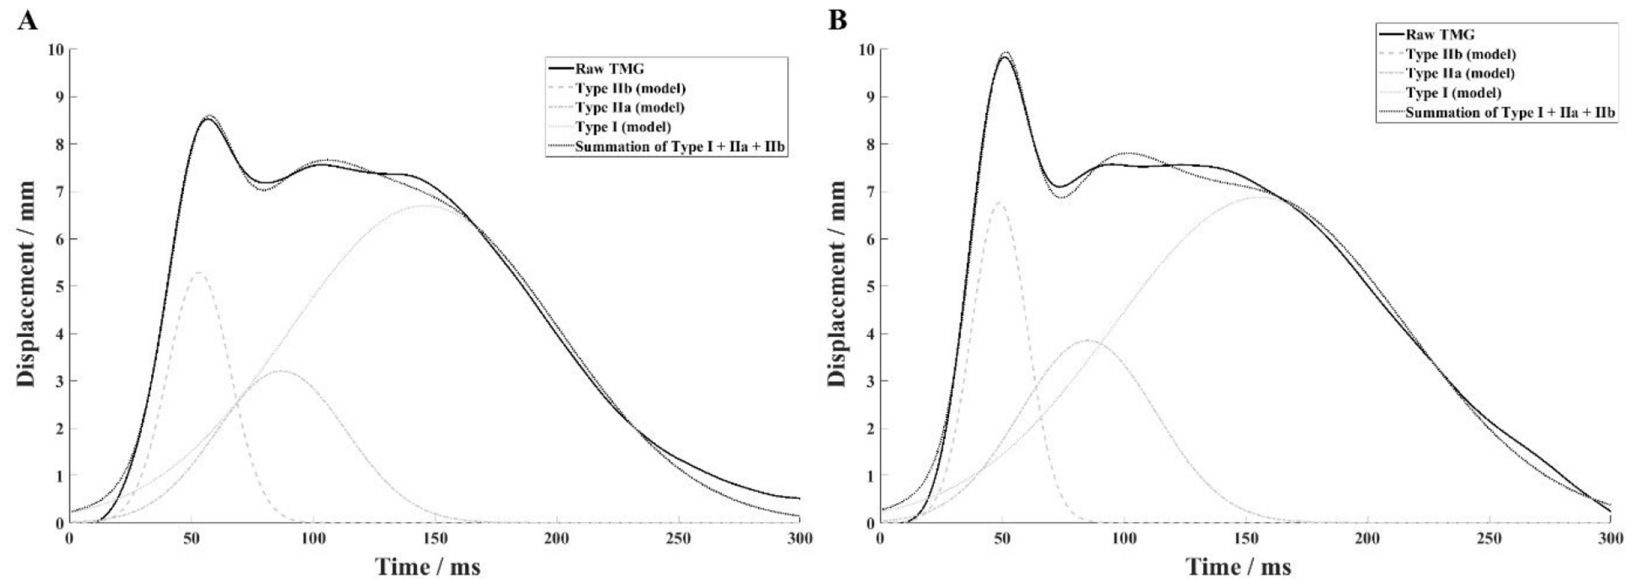 A
10
9
8
7
6
5
4
3
2
1
0
Displacement / mm
Raw TMG
Type IIb (model)
Type IIa (model)
Type I (model)
Summation of Type I + IIa + IIb
0 50 100 150 200 250 300
Time / ms
B
10
9
8
7
6
5
4
3
2
1
0
Displacement / mm
Raw TMG
Type IIb (model)
Type IIa (model)
Type I (model)
Summation of Type I + IIa + IIb
0 50 100 150 200 250 300
Time / ms